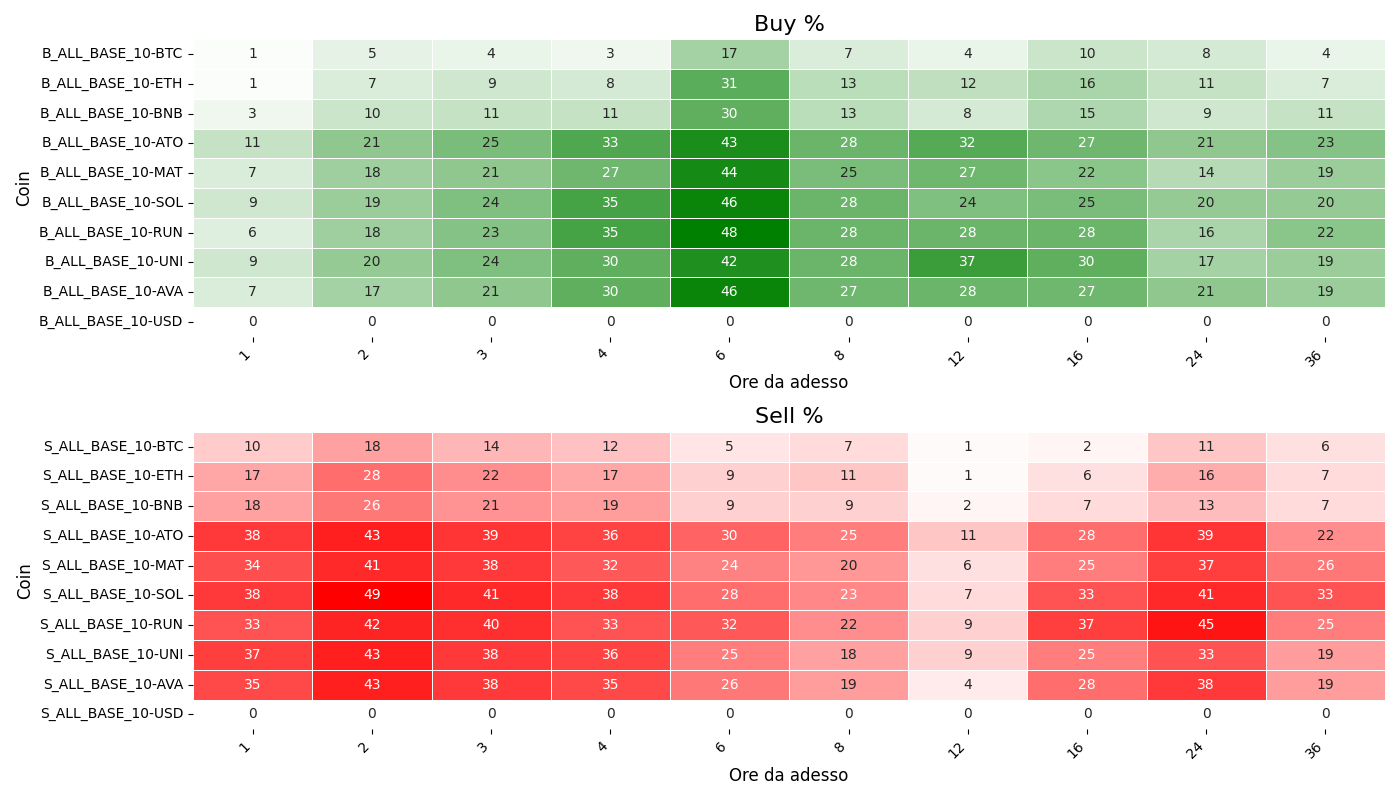 Buy %
Coin
B_ALL_BASE_10-BTC 1 5 4 3 17 7 4 10 8 4
B_ALL_BASE_10-ETH 1 7 9 8 31 13 12 16 11 7
B_ALL_BASE_10-BNB 3 10 11 11 30 13 8 15 9 11
B_ALL_BASE_10-ATO 11 21 25 33 43 28 32 27 21 23
B_ALL_BASE_10-MAT 7 18 21 27 44 25 27 22 14 19
B_ALL_BASE_10-SOL 9 19 24 35 46 28 24 25 20 20
B_ALL_BASE_10-RUN 6 18 23 35 48 28 28 28 16 22
B_ALL_BASE_10-UNI 9 20 24 30 42 28 37 30 17 19
B_ALL_BASE_10-AVA 7 17 21 30 46 27 28 27 21 19
B_ALL_BASE_10-USD 0 0 0 0 0 0 0 0 0 0
1 2 3 4 6 8 12 16 24 36
Ore da adesso
Sell %
Coin
S_ALL_BASE_10-BTC 10 18 14 12 5 7 1 2 11 6
S_ALL_BASE_10-ETH 17 28 22 17 9 11 1 6 16 7
S_ALL_BASE_10-BNB 18 26 21 19 9 9 2 7 13 7
S_ALL_BASE_10-ATO 38 43 39 36 30 25 11 28 39 22
S_ALL_BASE_10-MAT 34 41 38 32 24 20 6 25 37 26
S_ALL_BASE_10-SOL 38 49 41 38 28 23 7 33 41 33
S_ALL_BASE_10-RUN 33 42 40 33 32 22 9 37 45 25
S_ALL_BASE_10-UNI 37 43 38 36 25 18 9 25 33 19
S_ALL_BASE_10-AVA 35 43 38 35 26 19 4 28 38 19
S_ALL_BASE_10-USD 0 0 0 0 0 0 0 0 0 0
1 2 3 4 6 8 12 16 24 36
Ore da adesso